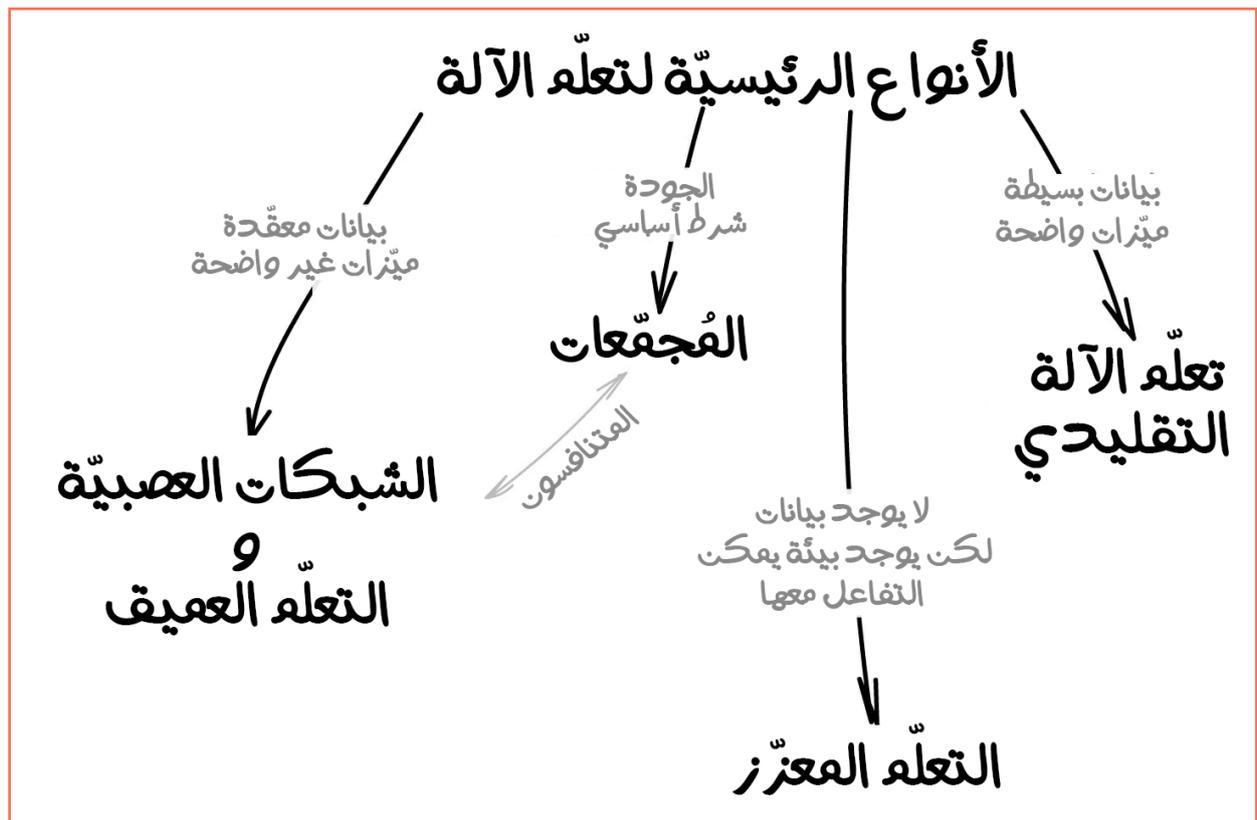 الأنواع الرئيسيّة لتعلّم الآلة
بيانات بسيطة
ميّزات واضحة
تعلّم الآلة
التقليدي
لا يوجد بيانات
لكن يوجد بيئة يمكن
التفاعل معها
التعلّم المعزّز
الجودة
شرط أساسي
المُجمّعات
المتنافسون
بيانات معقّدة
ميّزات غير واضحة
الشبكات العصبيّة
و
التعلّم العميق